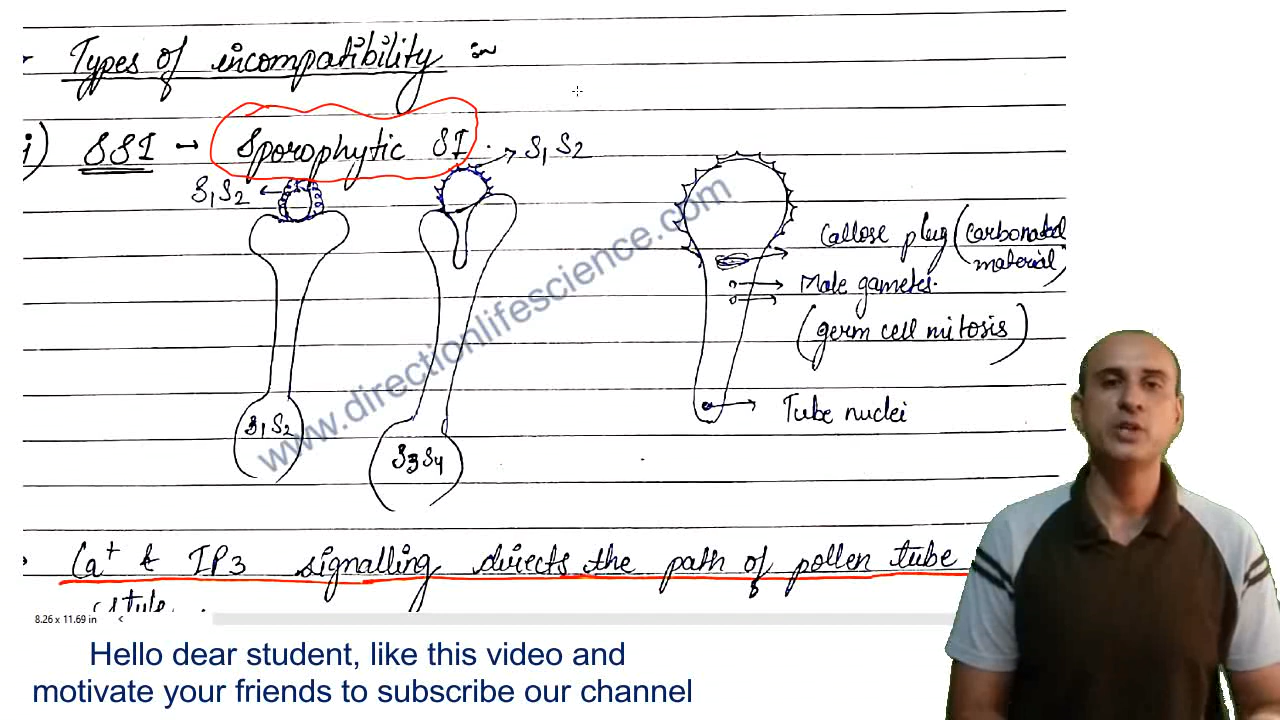 Types of incompatibility :~
i) SSI → Sporophytic SI.
S1S2
S1S2
Callose plug (carbonated material)
Male gametes.
(germ cell mitosis)
Tube nuclei
S1S2
S3S4
www.directionlifescience.com
Ca+ & IP3 signalling directs the path of pollen tube
style.
8.26 x 11.69 in
Hello dear student, like this video and
motivate your friends to subscribe our channel